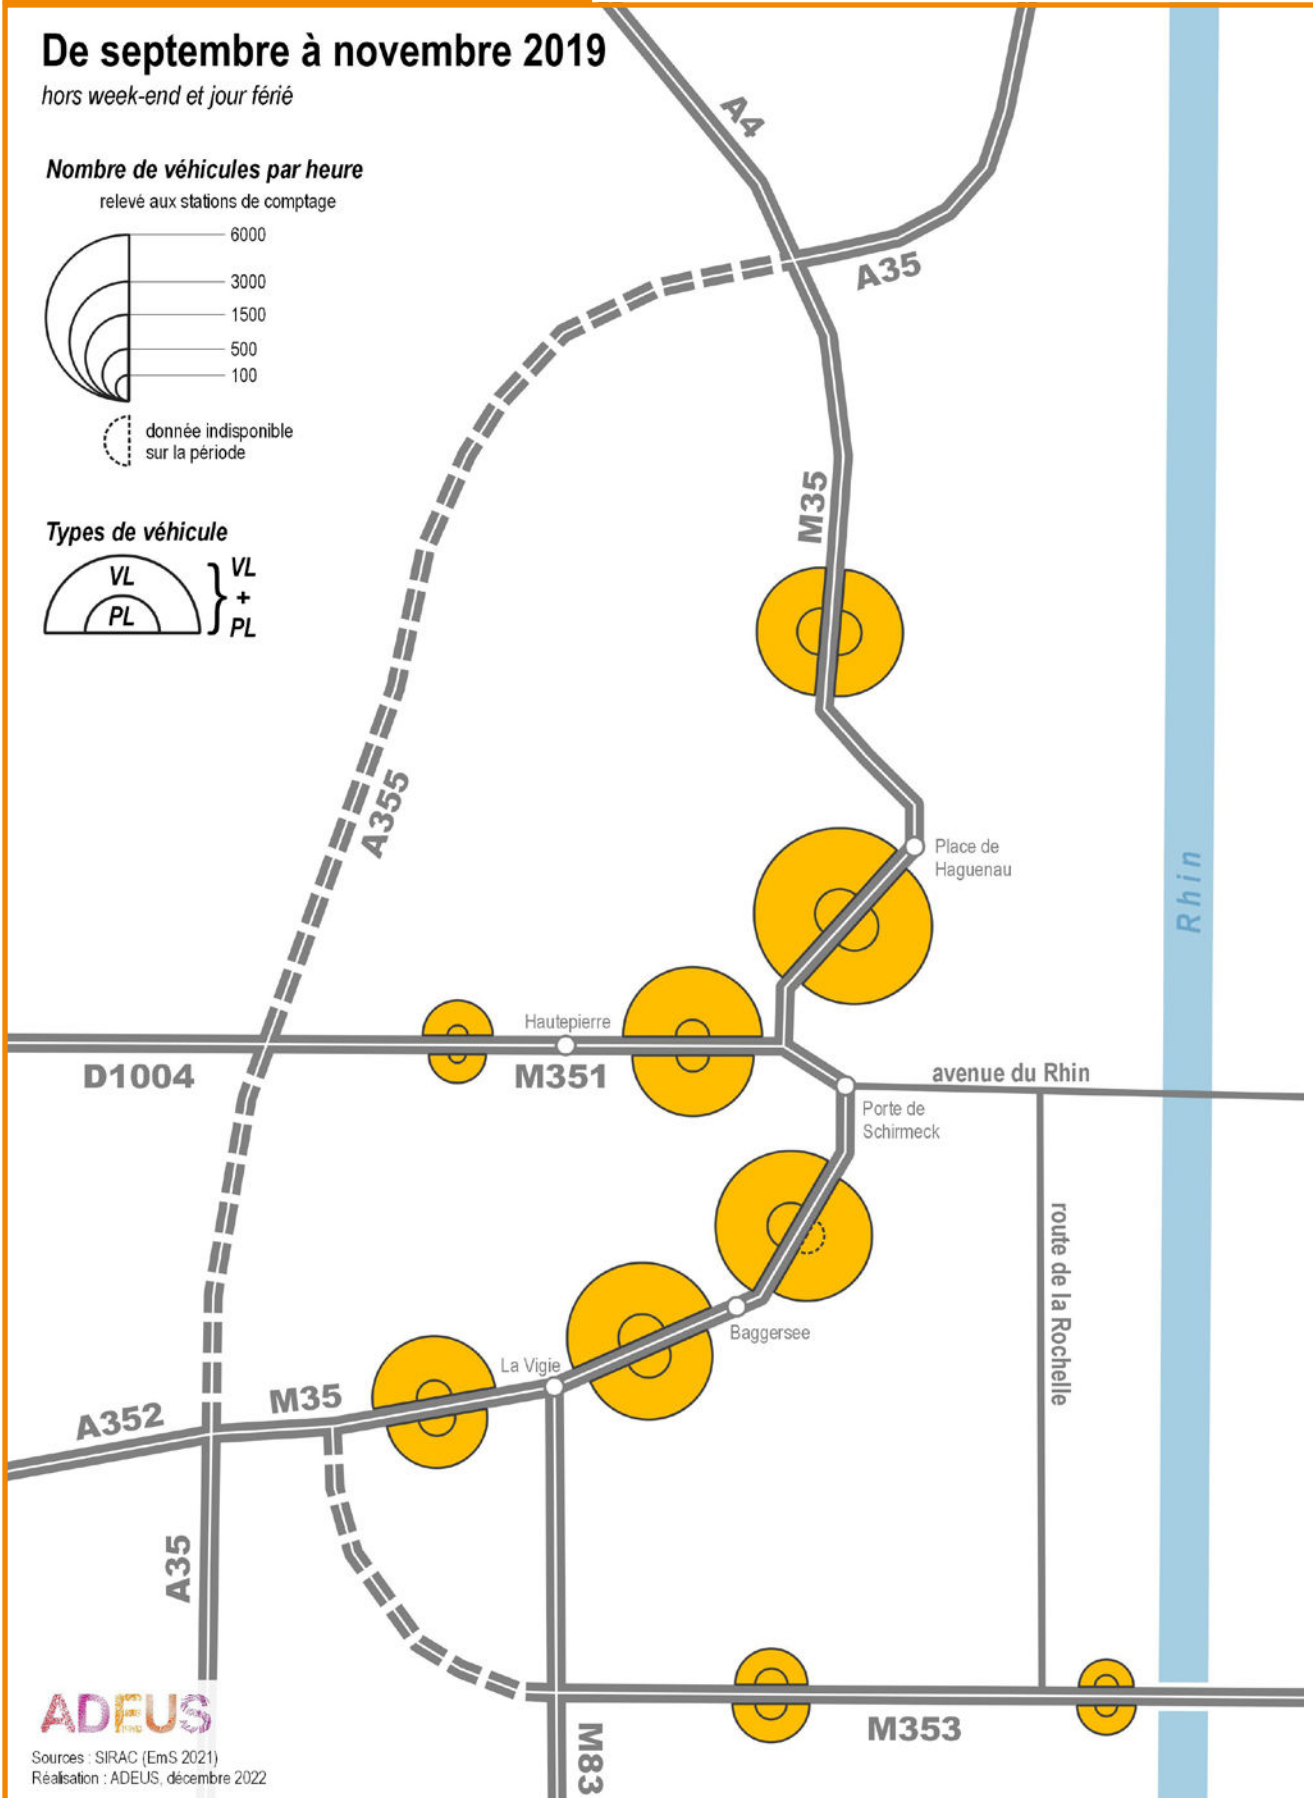 De septembre à novembre 2019
hors week-end et jour férié
Nombre de véhicules par heure
relevé aux stations de comptage
6000
3000
1500
500
100
donnée indisponible
sur la période
Types de véhicule
VL
PL
VL
+
PL
A4
A35
M35
A355
Place de
Haguenau
Rhin
Hautepierre
D1004
M351
avenue du Rhin
Porte de
Schirmeck
route de la Rochelle
Baggersee
La Vigie
M35
A352
A35
M353
M83
ADEUS
Sources : SIRAC (EmS 2021)
Réalisation : ADEUS, décembre 2022